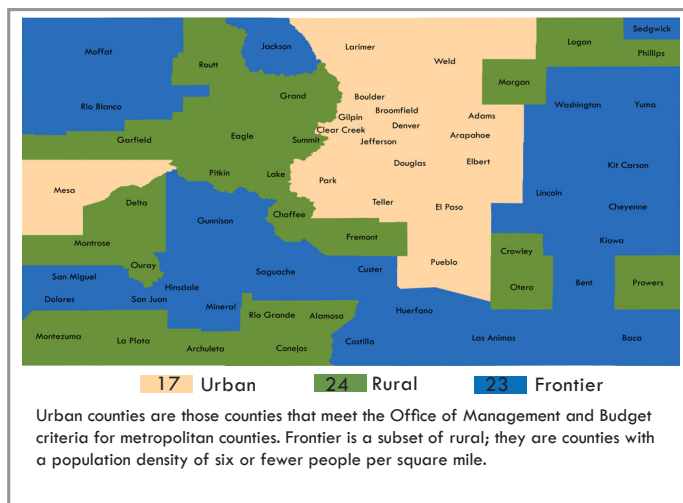 Sedgwick
Logan
Moffat
Jackson
Larimer
Phillips
Routt
Weld
Morgan
Grand
Boulder
Rio Blanco
Washington
Yuma
Broomfield
Gilpin
Adams
Denver
Clear Creek
Eagle
Arapahoe
Garfield
Summit
Jefferson
Douglas
Elbert
Kit Carson
Pitkin
Lake
Park
Mesa
Lincoln
Delta
Teller
El Paso
Cheyenne
Chaffee
Gunnison
Fremont
Montrose
Kiowa
Crowley
Pueblo
Ouray
Custer
Saguache
San Miguel
Bent
Prowers
Hinsdale
Otero
Dolores
San Juan
Mineral
Huerfano
Rio Grande
Alamosa
Montezuma
La Plata
Costilla
Las Animas
Baca
Archuleta
Conejos
17 Urban 24 Rural 23 Frontier
Urban counties are those counties that meet the Office of Management and Budget
criteria for metropolitan counties. Frontier is a subset of rural; they are counties with
a population density of six or fewer people per square mile.